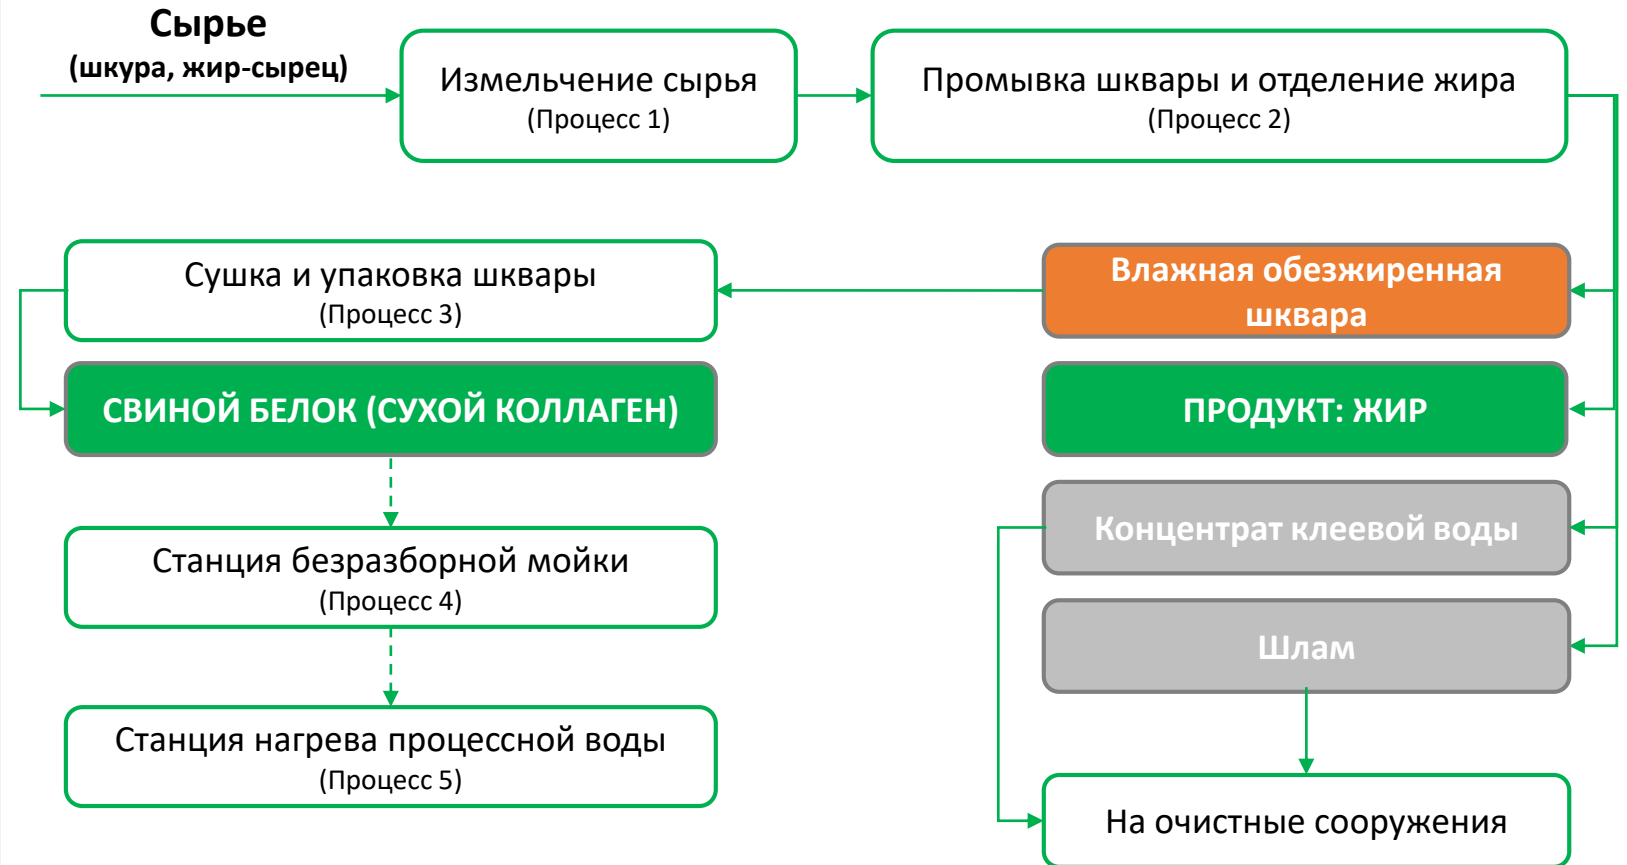 Сырье
(шкура, жир-сырец)
Измельчение сырья
(Процесс 1)
Промывка шквары и отделение жира
(Процесс 2)
Сушка и упаковка шквары
(Процесс 3)
Влажная обезжиренная
шквара
СВИНОЙ БЕЛОК (СУХОЙ КОЛЛАГЕН)
ПРОДУКТ: ЖИР
Концентрат клеевой воды
Станция безразборной мойки
(Процесс 4)
Шлам
Станция нагрева процессной воды
(Процесс 5)
На очистные сооружения